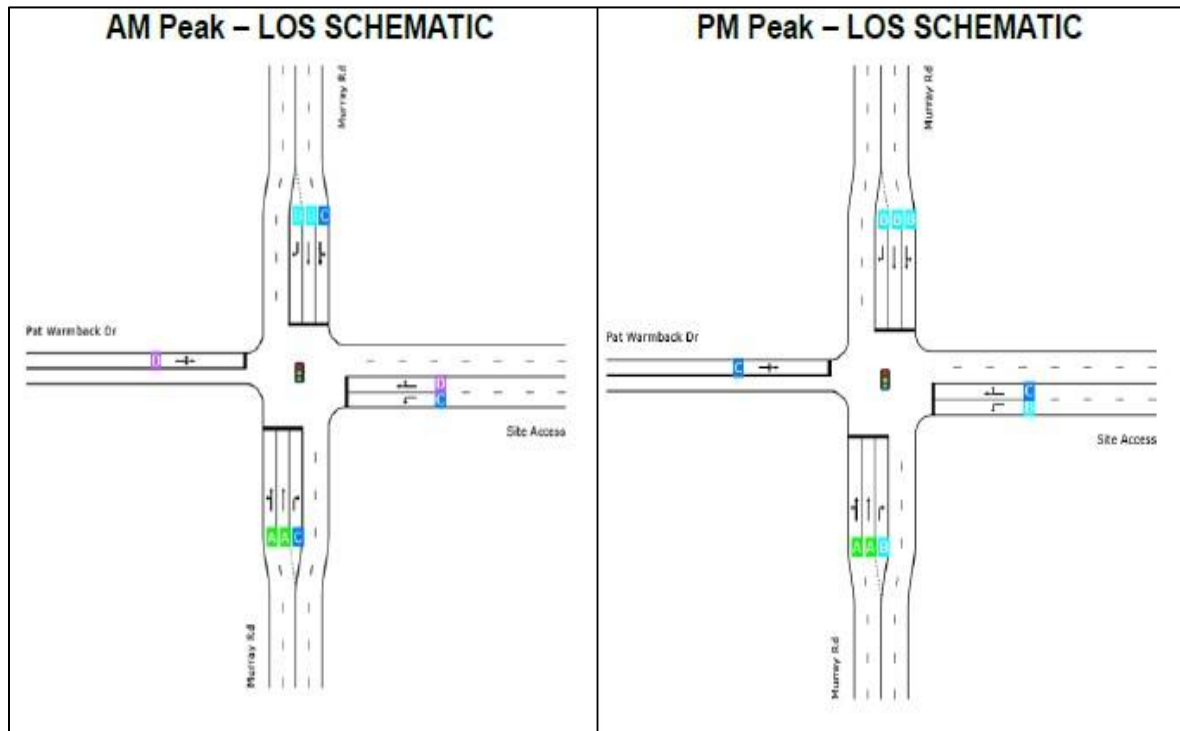 AM Peak – LOS SCHEMATIC
Murray Rd
B B C
Pat Warmback Dr
D
D
C
Site Access
A A C
Murray Rd
PM Peak – LOS SCHEMATIC
Murray Rd
B B B
Pat Warmback Dr
C
C
B
Site Access
A A B
Murray Rd